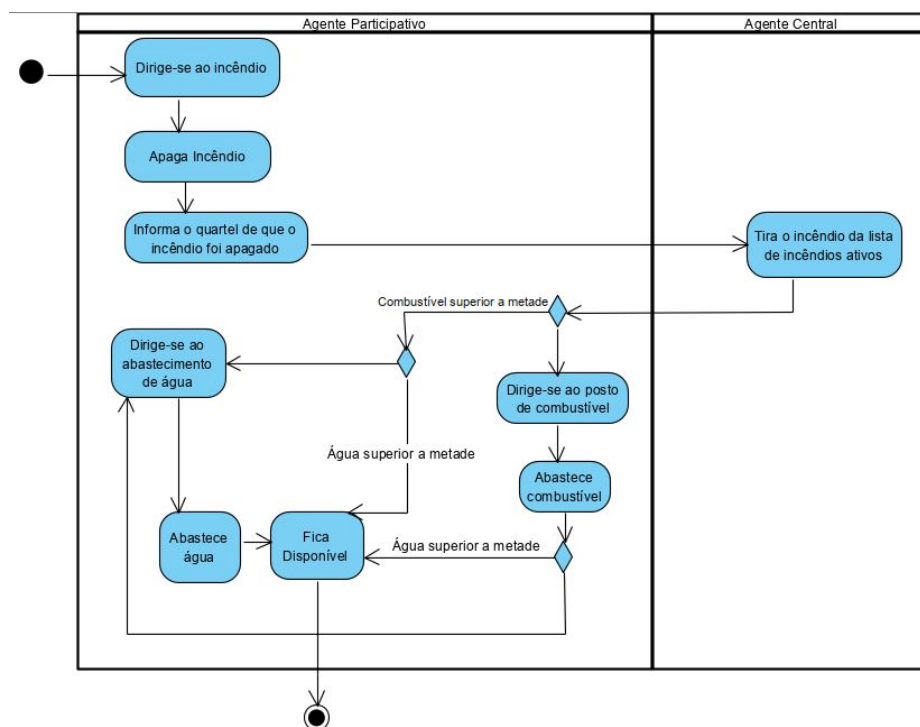 Agente Participativo
Agente Central
Dirige-se ao incêndio
Apaga Incêndio
Informa o quartel de que o
incêndio foi apagado
Tira o incêndio da lista
de incêndios ativos
Combustível superior a metade
Dirige-se ao
abastecimento
de água
Dirige-se ao posto
de combustível
Água superior a metade
Abastece
combustível
Abastece
água
Fica
Disponível
Água superior a metade